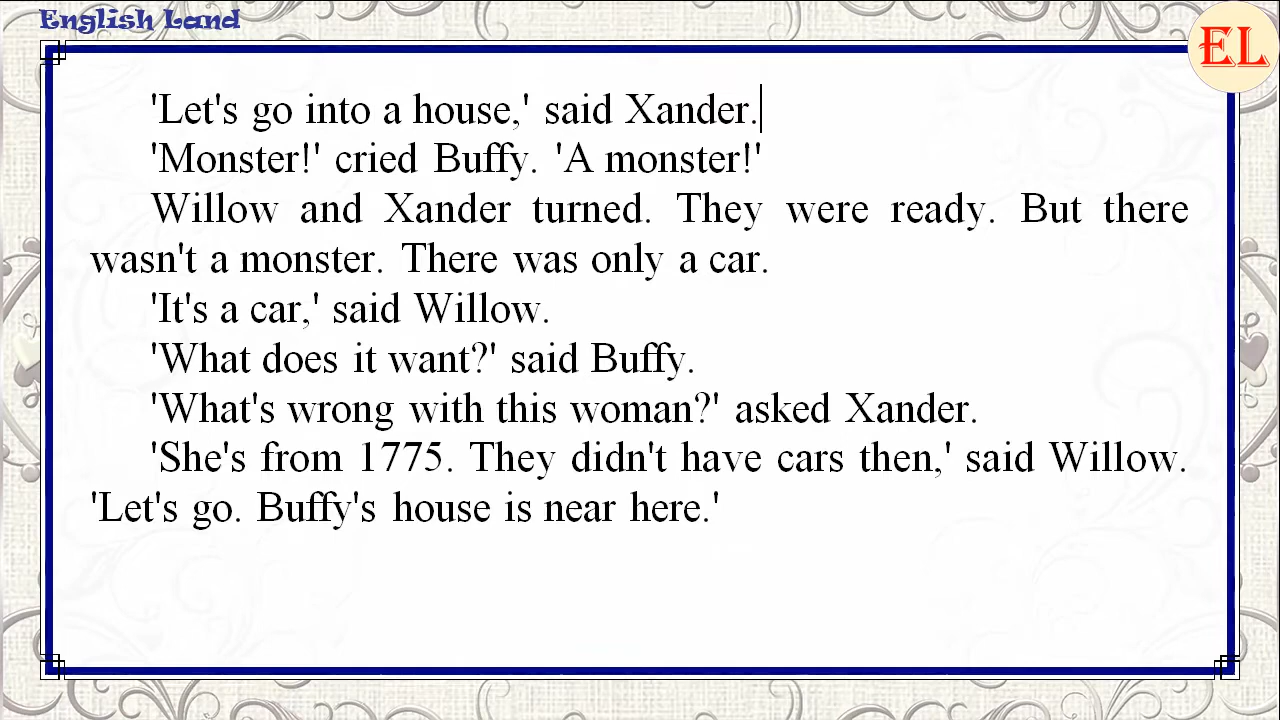 English Land
EL
'Let's go into a house,' said Xander.
'Monster!' cried Buffy. 'A monster!'
Willow and Xander turned. They were ready. But there
wasn't a monster. There was only a car.
'It's a car,' said Willow.
'What does it want?' said Buffy.
'What's wrong with this woman?' asked Xander.
'She's from 1775. They didn't have cars then,' said Willow.
'Let's go. Buffy's house is near here.'